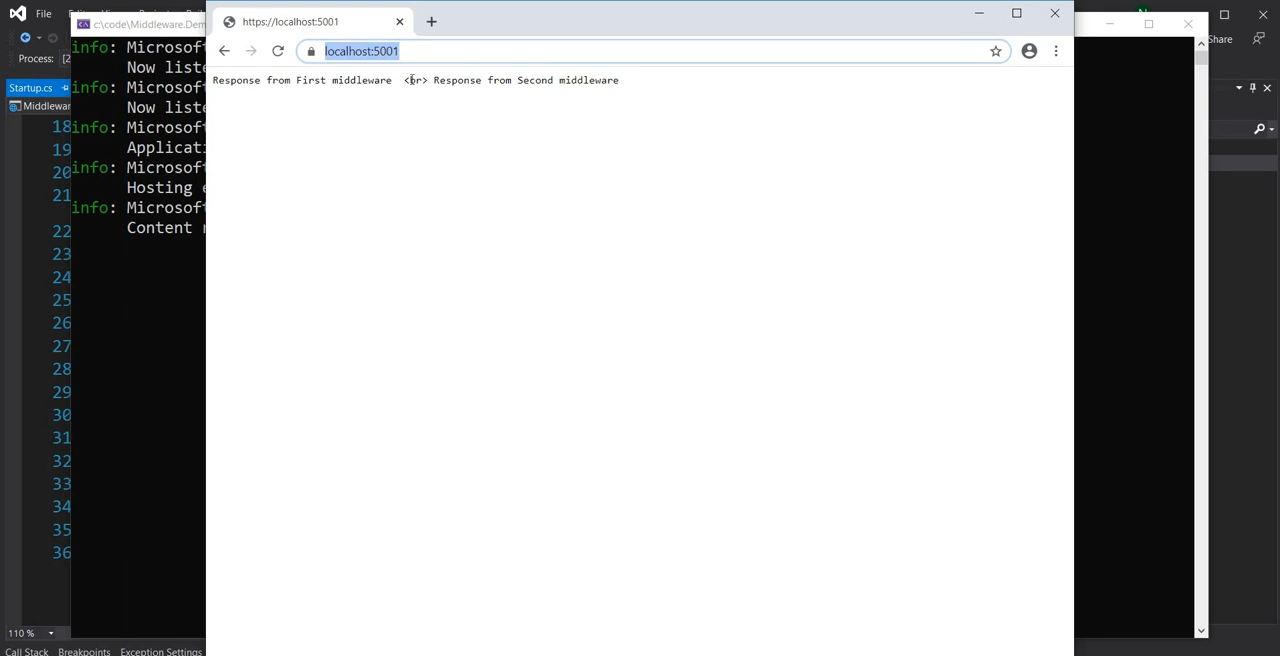 File
c:\code\Middleware.Dem
https://localhost:5001
Share
localhost:5001
Process:
[2
Response from First middleware <br> Response from Second middleware
Startup.cs
Middlewar
info: Microsoft
Now liste
info: Microsoft
Now liste
info: Microsoft
Applicati
info: Microsoft
Hosting e
info: Microsoft
Content r
18
19
20
21
22
23
24
25
26
27
28
29
30
31
32
33
34
35
36
110 %
Call Stack
Breakpoints
Exception Settings